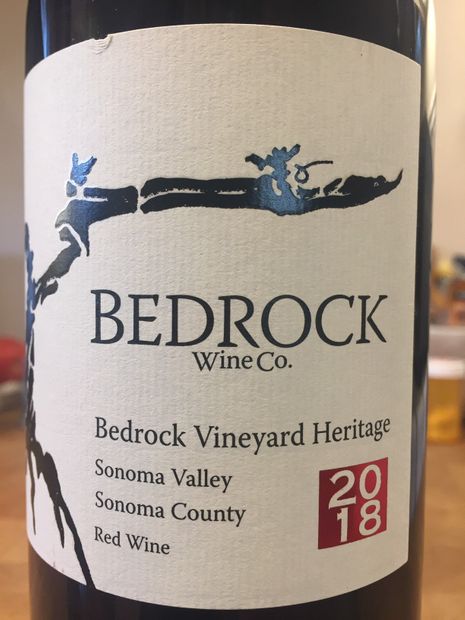 BEDROCK
Wine Co.
Bedrock Vineyard Heritage
Sonoma Valley
Sonoma County
Red Wine
20
18